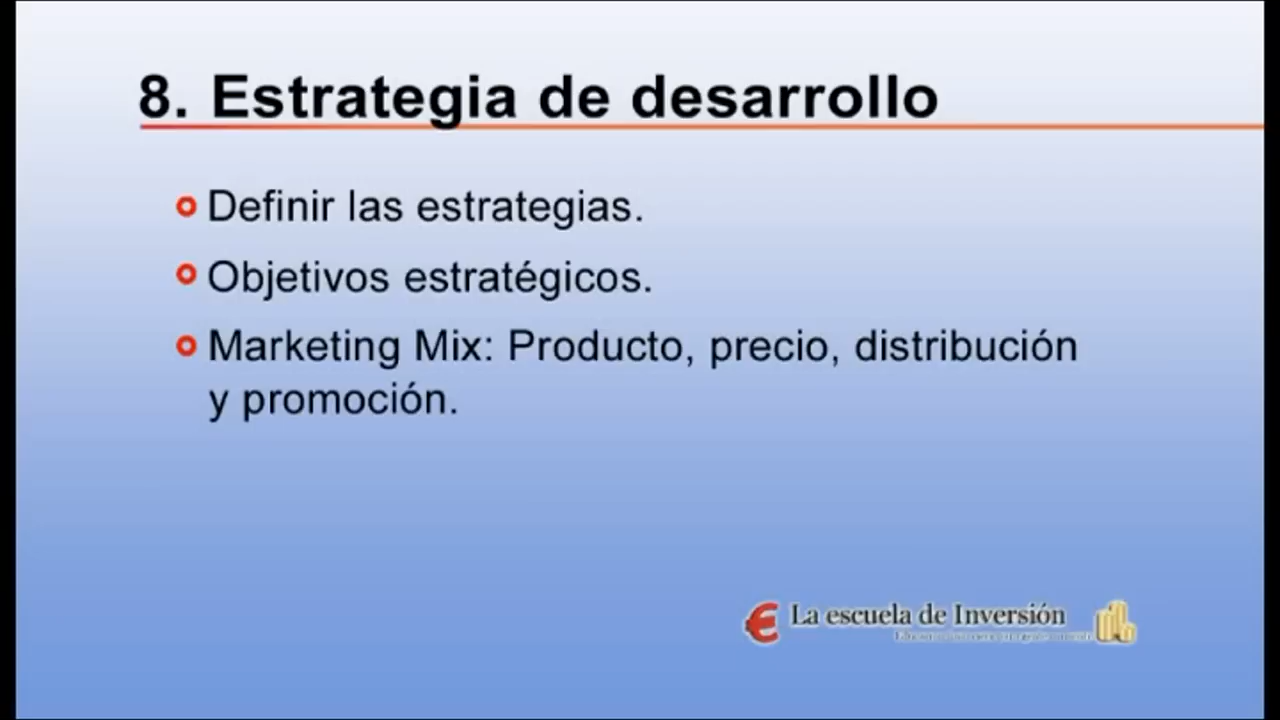 8. Estrategia de desarrollo
Definir las estrategias.
Objetivos estratégicos.
Marketing Mix: Producto, precio, distribución
y promoción.
La escuela de Inversión